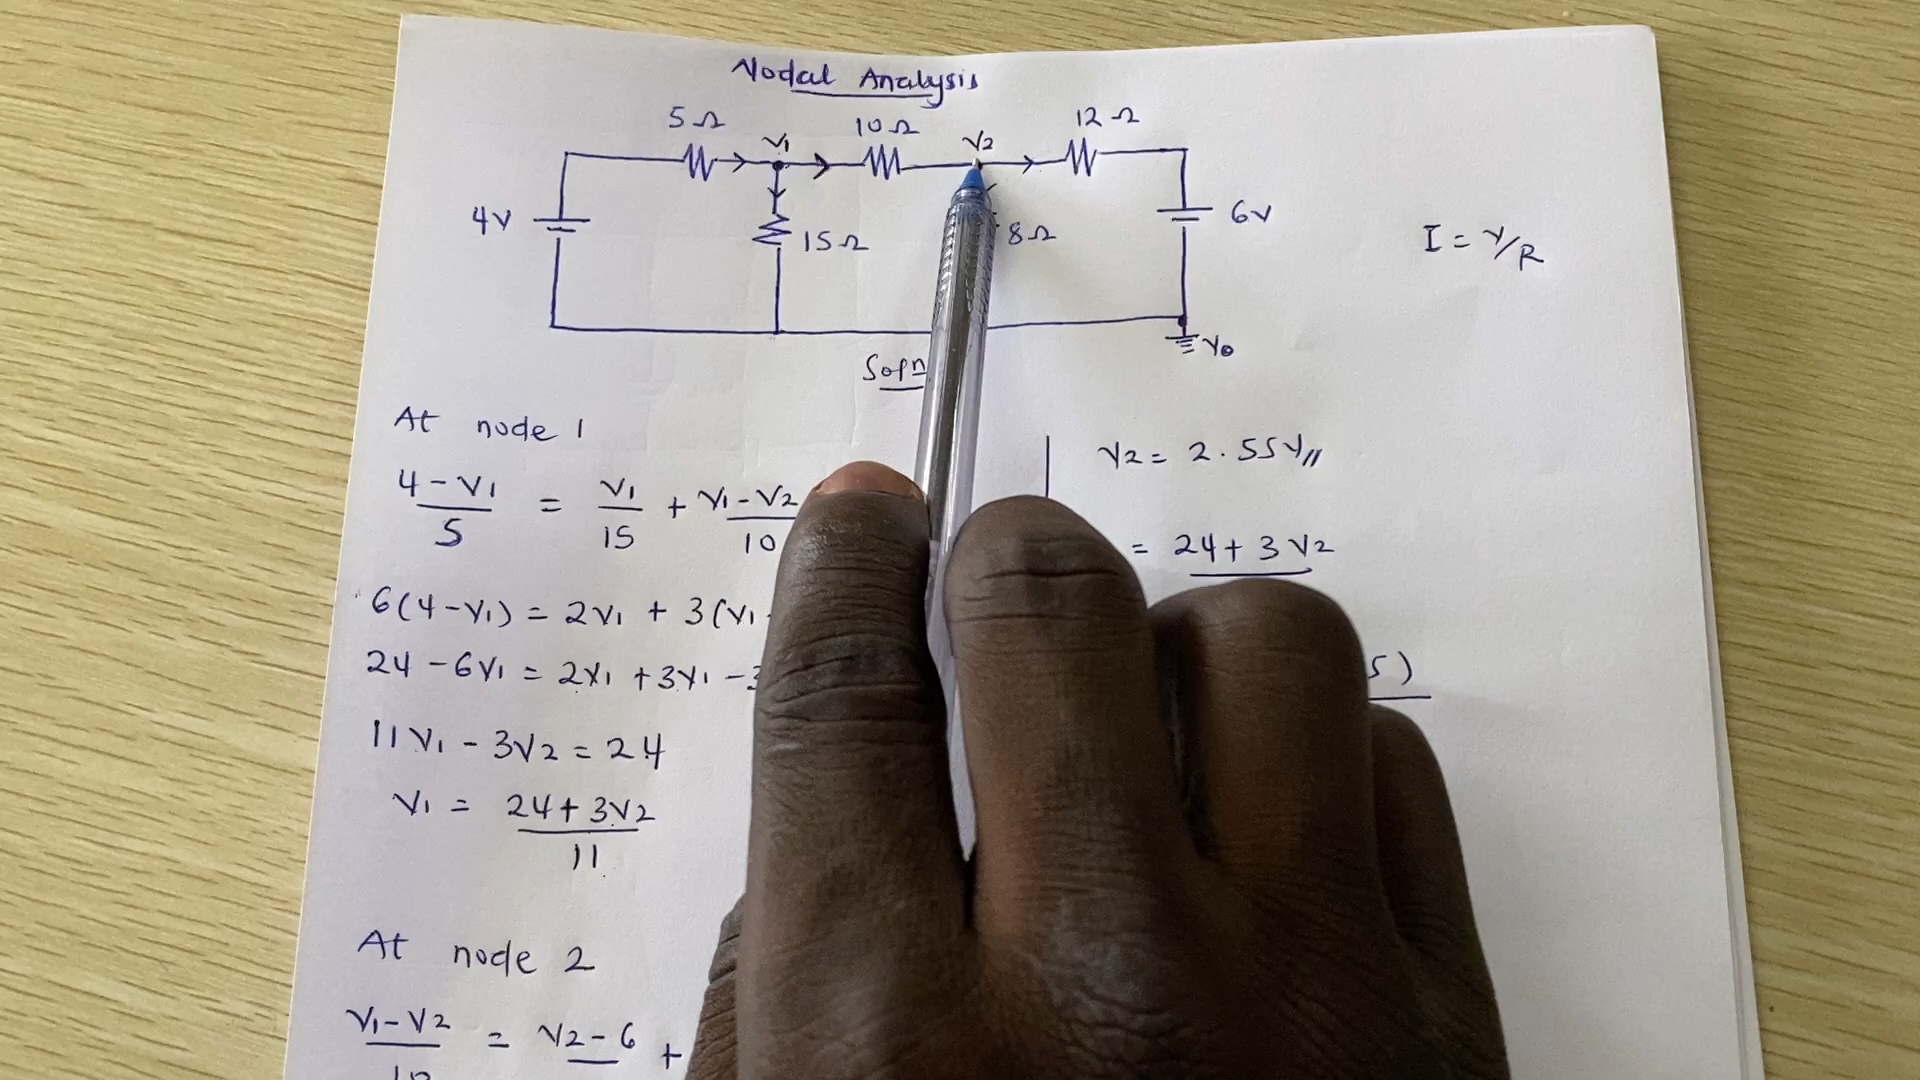 Nodal Analysis
5Ω V1 10Ω V2 12Ω
4V 15Ω 8Ω 6V
I = V/R
V0
Soln
At node 1
4 - V1 / 5 = V1 / 15 + V1 - V2 / 10
6(4-V1) = 2V1 + 3(V1
24 - 6V1 = 2V1 + 3V1 -
11V1 - 3V2 = 24
V1 = 24 + 3V2 / 11
At node 2
V1 - V2 / 10 = V2 - 6 +
V2 = 2.55V//
= 24 + 3V2
5)